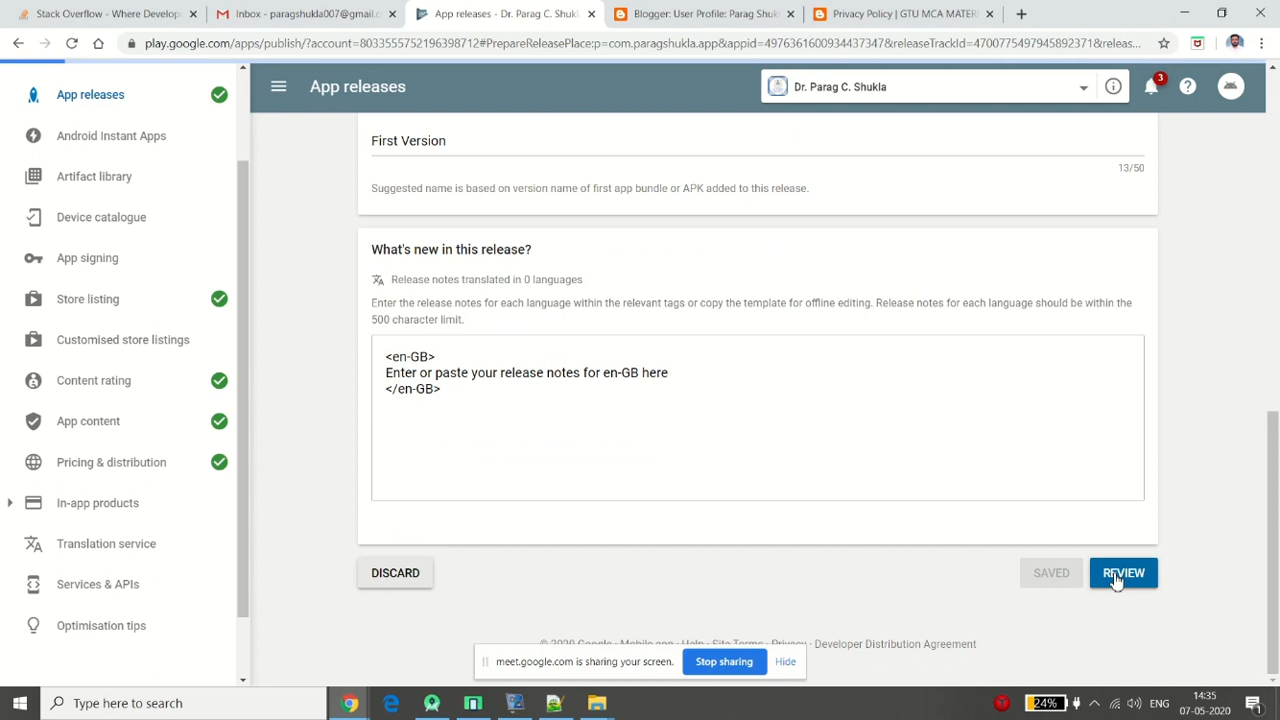 Stack Overflow - Where Develop
Inbox - paragshukla007@gmail.c
App releases - Dr. Parag C. Shukl
Blogger: User Profile: Parag Shuk
Privacy Policy | GTU MCA MATER
play.google.com/apps/publish/?account=8033555752196398712#PrepareReleasePlace:p=com.paragshukla.app&appid=4976361600934437347&releaseTrackId=4700775497945892371&releas...
App releases
Android Instant Apps
Artifact library
Device catalogue
App signing
Store listing
Customised store listings
Content rating
App content
Pricing & distribution
In-app products
Translation service
Services & APIs
Optimisation tips
App releases
Dr. Parag C. Shukla
3
First Version
13/50
Suggested name is based on version name of first app bundle or APK added to this release.
What's new in this release?
Release notes translated in 0 languages
Enter the release notes for each language within the relevant tags or copy the template for offline editing. Release notes for each language should be within the
500 character limit.
<en-GB>
Enter or paste your release notes for en-GB here
</en-GB>
DISCARD
SAVED
REVIEW
© 2020 Google · Mobile app · Help · Site Terms · Privacy · Developer Distribution Agreement
meet.google.com is sharing your screen.
Stop sharing
Hide
Type here to search
24%
ENG
14:35
07-05-2020
1